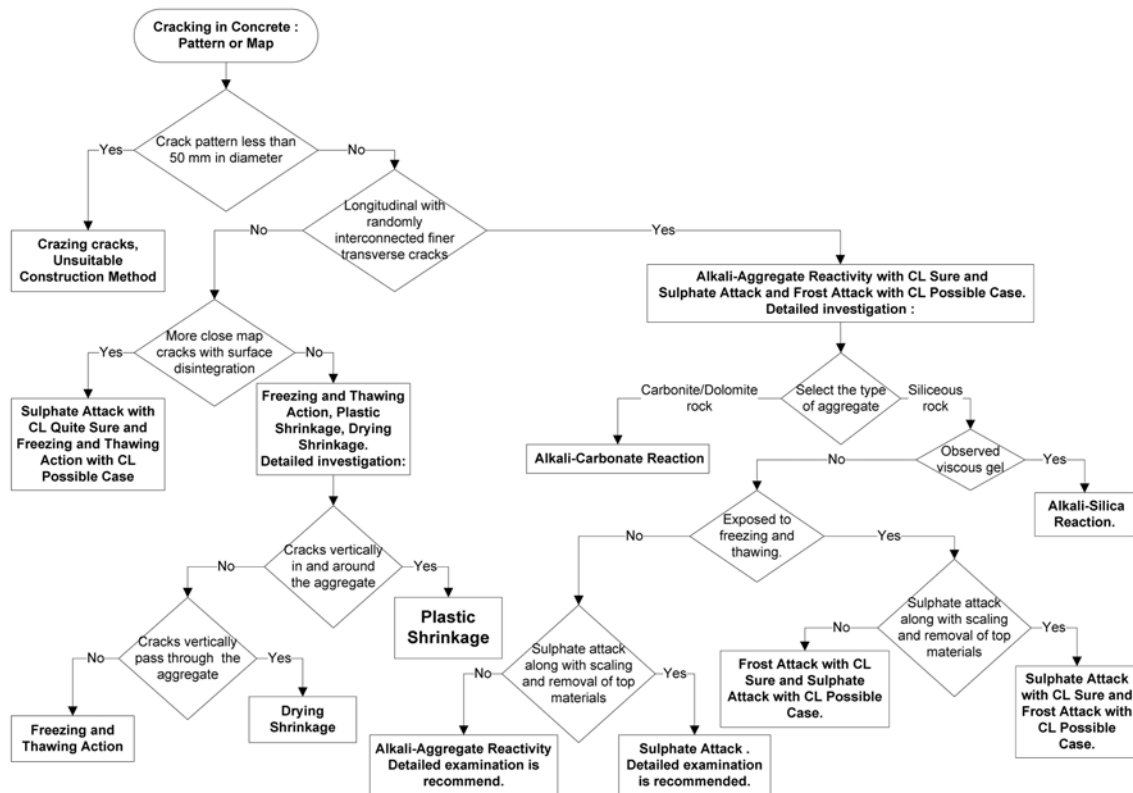 Cracking in Concrete :
Pattern or Map
Crack pattern less than
50 mm in diameter
Yes
No
Crazing cracks,
Unsuitable
Construction Method
Longitudinal with
randomly
interconnected finer
transverse cracks
No
Yes
Alkali-Aggregate Reactivity with CL Sure and
Sulphate Attack and Frost Attack with CL Possible Case.
Detailed investigation :
More close map
cracks with surface
disintegration
Yes
No
Sulphate Attack with
CL Quite Sure and
Freezing and Thawing
Action with CL
Possible Case
Freezing and Thawing
Action, Plastic
Shrinkage, Drying
Shrinkage.
Detailed investigation:
Select the type
of aggregate
Carbonite/Dolomite
rock
Siliceous
rock
Alkali-Carbonate Reaction
Observed
viscous gel
No
Yes
Alkali-Silica
Reaction.
Exposed to
freezing and
thawing.
No
Yes
Cracks vertically
in and around
the aggregate
No
Yes
Plastic
Shrinkage
Cracks vertically
pass through the
aggregate
No
Yes
Freezing and
Thawing Action
Drying
Shrinkage
Sulphate attack
along with scaling
and removal of top
materials
No
Yes
Alkali-Aggregate Reactivity
Detailed examination is
recommend.
Sulphate Attack .
Detailed examination
is recommended.
Sulphate attack
along with scaling
and removal of top
materials
No
Yes
Frost Attack with CL
Sure and Sulphate
Attack with CL Possible
Case.
Sulphate Attack
with CL Sure and
Frost Attack with
CL Possible
Case.